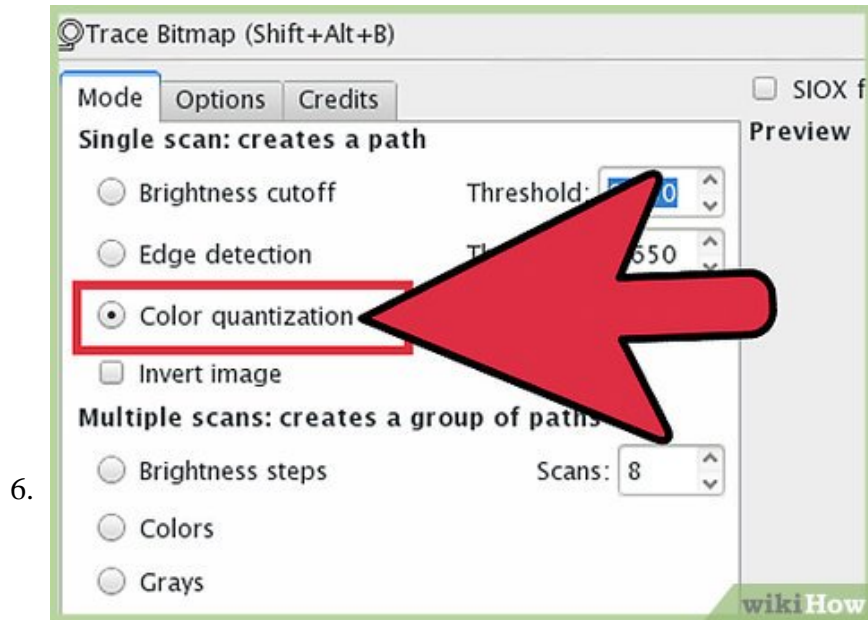 Trace Bitmap (Shift+Alt+B)
Mode Options Credits SIOX
Single scan: creates a path Preview
Brightness cutoff Threshold:
Edge detection 650
Color quantization
Invert image
Multiple scans: creates a group of paths
6. Brightness steps Scans: 8
Colors
Grays
wikiHow